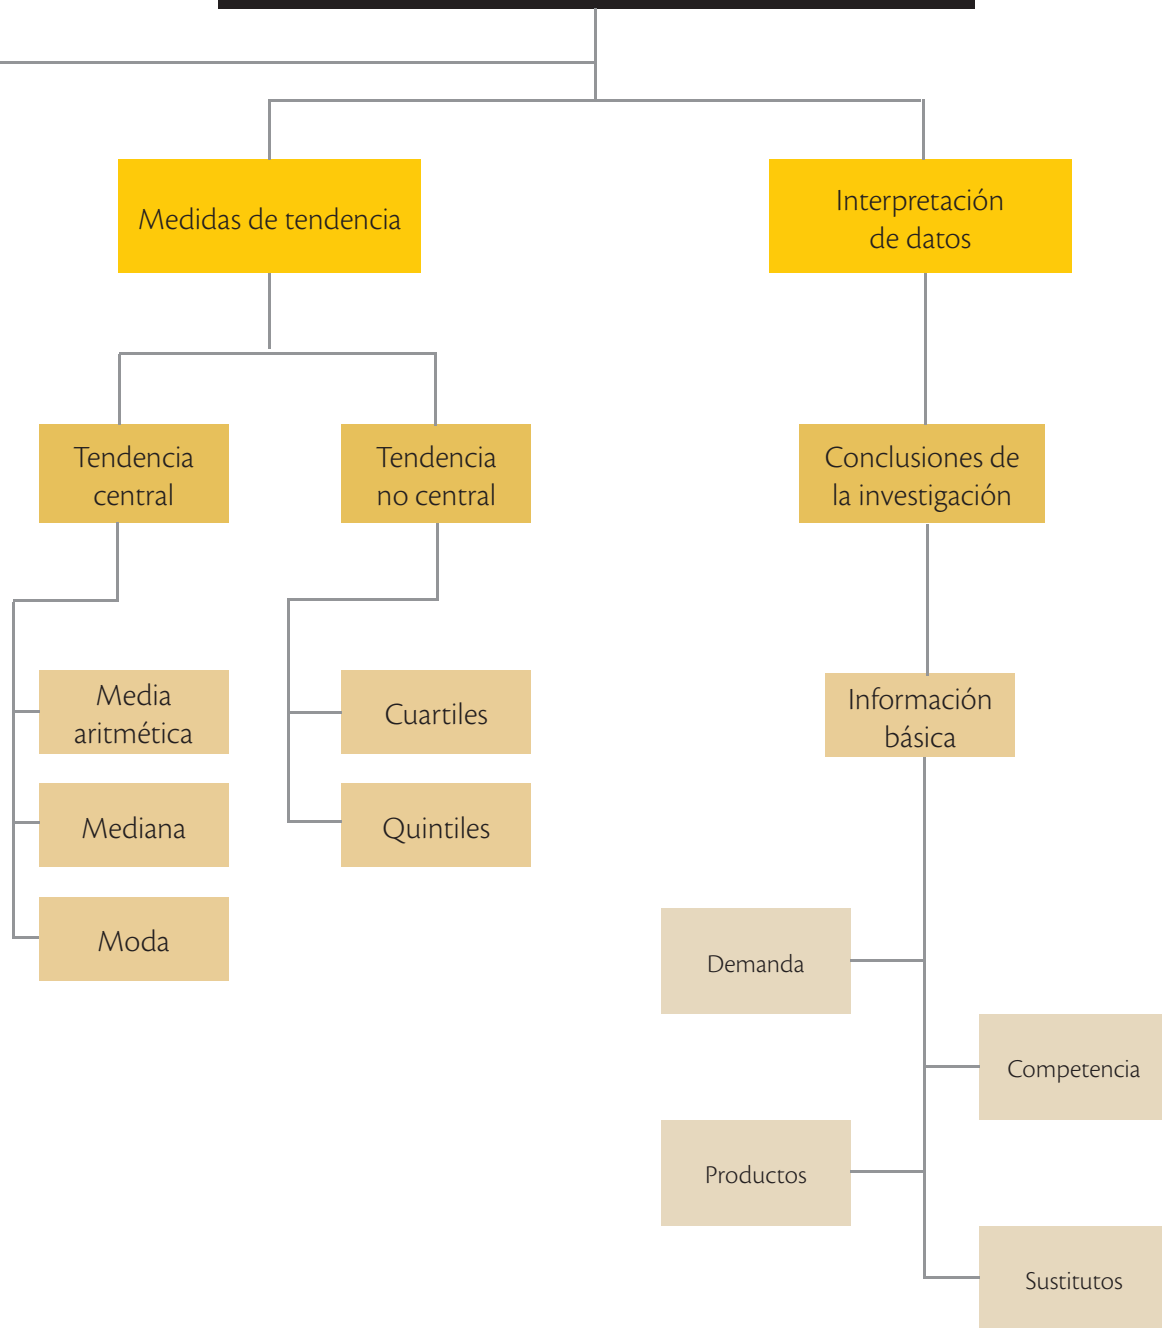 Medidas de tendencia
Interpretación
de datos
Tendencia
central
Tendencia
no central
Conclusiones de
la investigación
Media
aritmética
Cuartiles
Información
básica
Mediana
Quintiles
Moda
Demanda
Competencia
Productos
Sustitutos